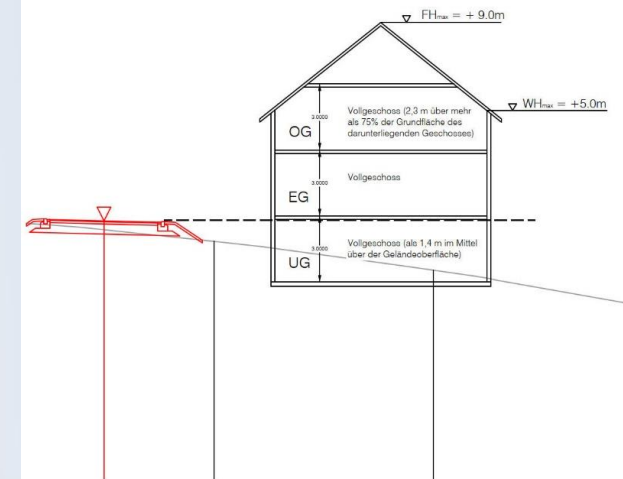 FHmax = + 9.0m
WHmax = +5.0m
Vollgeschoss (2,3 m über mehr
als 75% der Grundfläche des
darunterliegenden Geschosses)
3.0000
OG
Vollgeschoss
3.0000
EG
Vollgeschoss (als 1,4 m im Mittel
über der Geländeoberfläche)
3.0000
UG